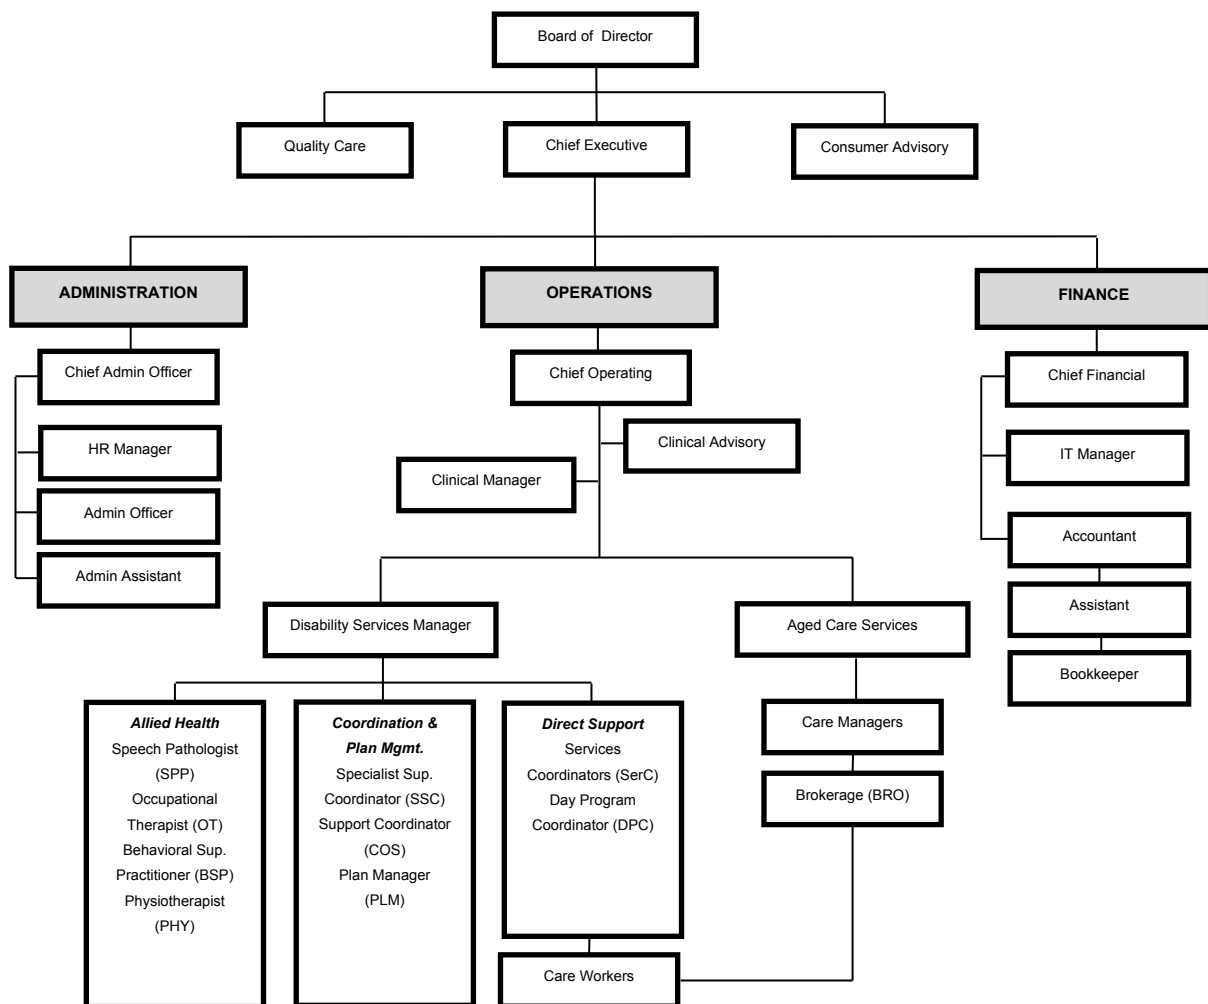 Board of Director
Quality Care
Chief Executive
Consumer Advisory
ADMINISTRATION
OPERATIONS
FINANCE
Chief Admin Officer
HR Manager
Admin Officer
Admin Assistant
Chief Operating
Clinical Advisory
Clinical Manager
Chief Financial
IT Manager
Accountant
Assistant
Bookkeeper
Disability Services Manager
Aged Care Services
Allied Health
Speech Pathologist
(SPP)
Occupational
Therapist (OT)
Behavioral Sup.
Practitioner (BSP)
Physiotherapist
(PHY)
Coordination &
Plan Mgmt.
Specialist Sup.
Coordinator (SSC)
Support Coordinator
(COS)
Plan Manager
(PLM)
Direct Support
Services
Coordinators (SerC)
Day Program
Coordinator (DPC)
Care Managers
Brokerage (BRO)
Care Workers